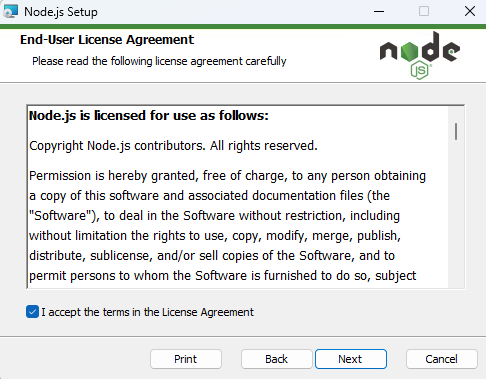 Node.js Setup
End-User License Agreement
Please read the following license agreement carefully
node
JS
Node.js is licensed for use as follows:
Copyright Node.js contributors. All rights reserved.
Permission is hereby granted, free of charge, to any person obtaining
a copy of this software and associated documentation files (the
"Software"), to deal in the Software without restriction, including
without limitation the rights to use, copy, modify, merge, publish,
distribute, sublicense, and/or sell copies of the Software, and to
permit persons to whom the Software is furnished to do so, subject
I accept the terms in the License Agreement
Print
Back
Next
Cancel